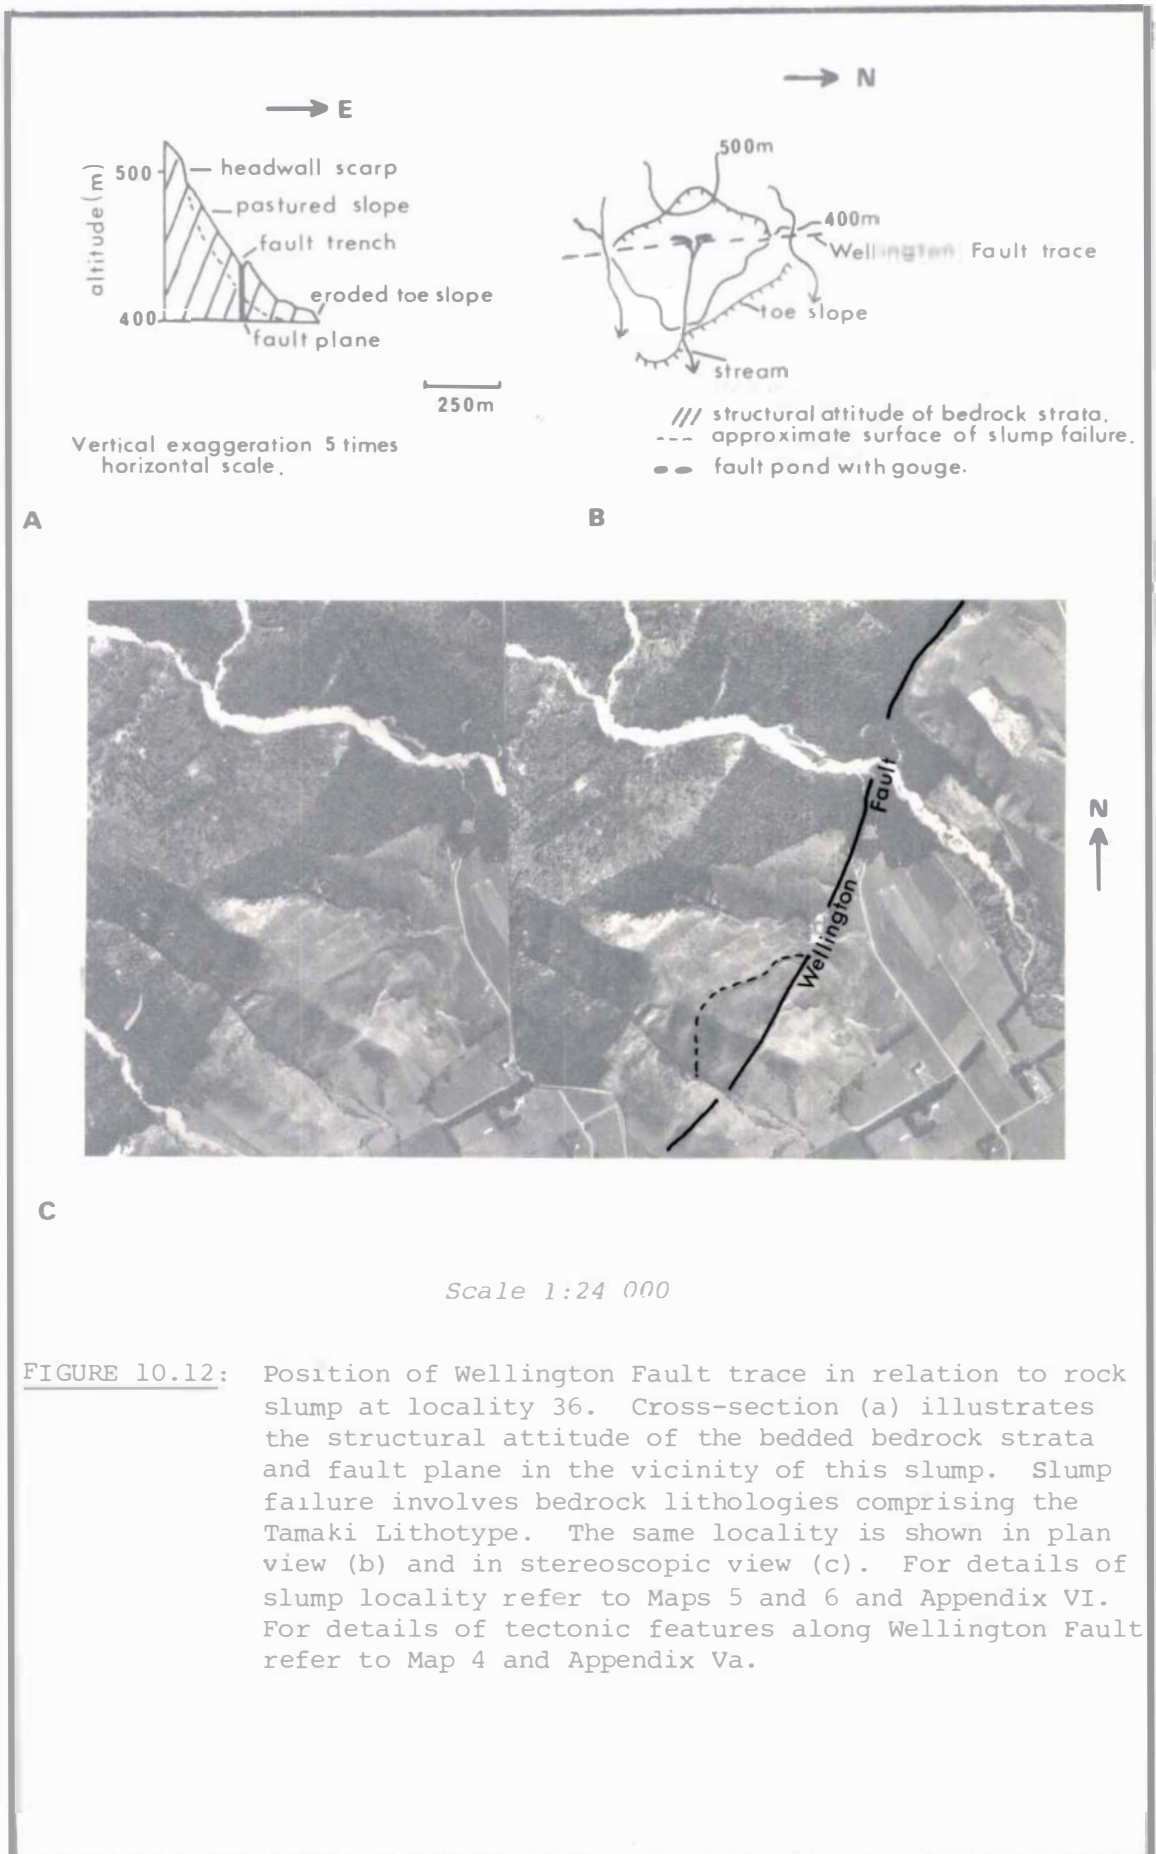 E
altitude (m)
500
400
headwall scarp
pastured slope
fault trench
eroded toe slope
fault plane
250m
Vertical exaggeration 5 times
horizontal scale.
A
N
500m
400m
Wellington Fault trace
toe slope
stream
structural attitude of bedrock strata.
approximate surface of slump failure.
fault pond with gouge.
B
Wellington Fault
N
C
Scale 1:24 000
FIGURE 10.12: Position of Wellington Fault trace in relation to rock
slump at locality 36. Cross-section (a) illustrates
the structural attitude of the bedded bedrock strata
and fault plane in the vicinity of this slump. Slump
failure involves bedrock lithologies comprising the
Tamaki Lithotype. The same locality is shown in plan
view (b) and in stereoscopic view (c). For details of
slump locality refer to Maps 5 and 6 and Appendix VI.
For details of tectonic features along Wellington Fault
refer to Map 4 and Appendix Va.